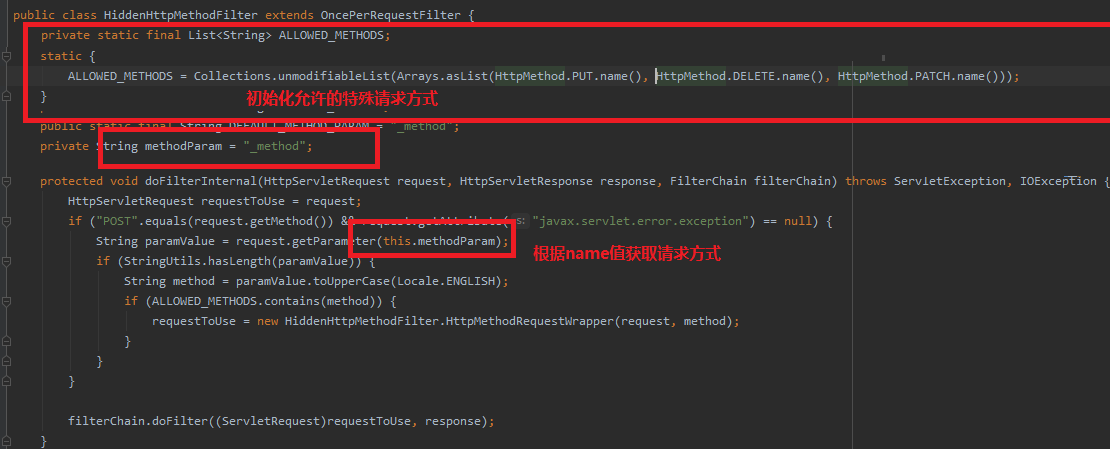 public class HiddenHttpMethodFilter extends OncePerRequestFilter {
private static final List<String> ALLOWED_METHODS;
static {
ALLOWED_METHODS = Collections.unmodifiableList(Arrays.asList(HttpMethod.PUT.name(), HttpMethod.DELETE.name(), HttpMethod.PATCH.name()));
}
初始化允许的特殊请求方式
public static final String DEFAULT_METHOD_PARAM = "_method";
private String methodParam = "_method";
protected void doFilterInternal(HttpServletRequest request, HttpServletResponse response, FilterChain filterChain) throws ServletException, IOException {
HttpServletRequest requestToUse = request;
if ("POST".equals(request.getMethod()) && request.getAttribute( s: "javax.servlet.error.exception") == null) {
String paramValue = request.getParameter(this.methodParam);
根据name值获取请求方式
if (StringUtils.hasLength(paramValue)) {
String method = paramValue.toUpperCase(Locale.ENGLISH);
if (ALLOWED_METHODS.contains(method)) {
requestToUse = new HiddenHttpMethodFilter.HttpMethodRequestWrapper(request, method);
}
}
}
filterChain.doFilter((ServletRequest)requestToUse, response);
}